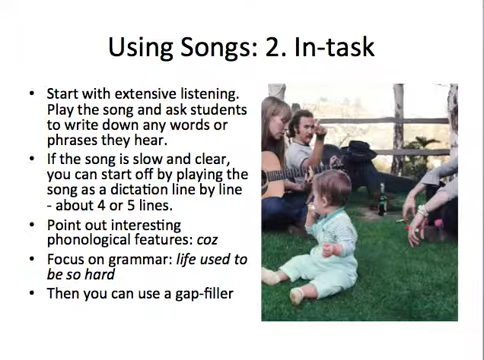 Using Songs: 2. In-task
• Start with extensive listening.
Play the song and ask students
to write down any words or
phrases they hear.
• If the song is slow and clear,
you can start off by playing the
song as a dictation line by line
- about 4 or 5 lines.
• Point out interesting
phonological features: coz
• Focus on grammar: life used to
be so hard
• Then you can use a gap-filler